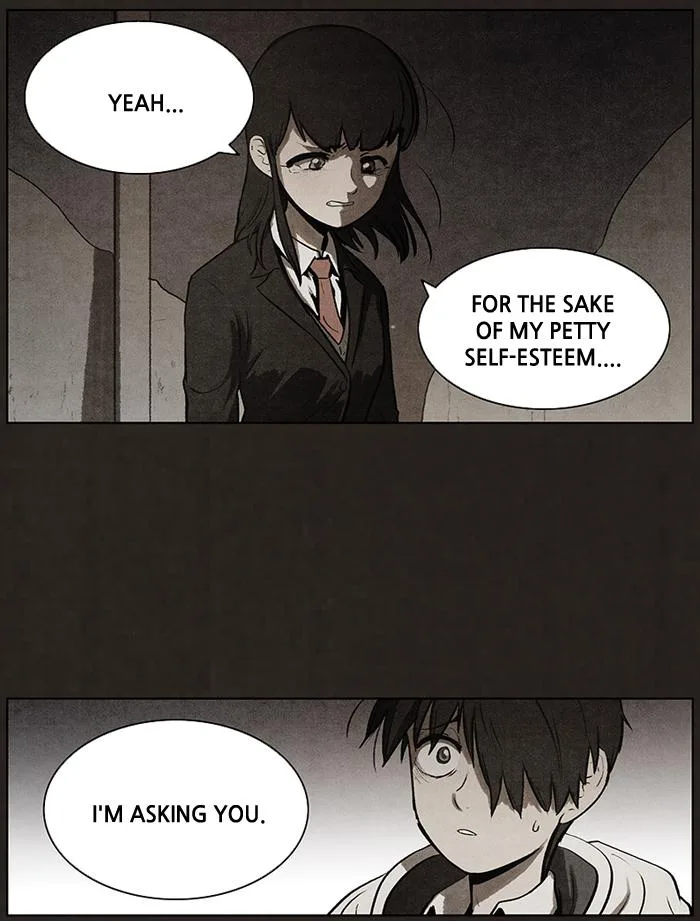 YEAH...
FOR THE SAKE
OF MY PETTY
SELF-ESTEEM....
I'M ASKING YOU.